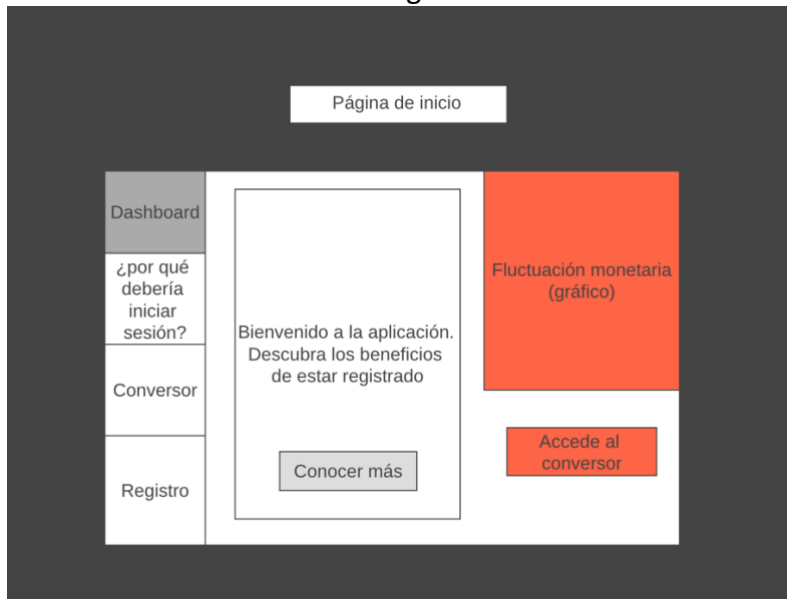 Página de inicio
Dashboard
¿por qué
debería
iniciar
sesión?
Conversor
Registro
Bienvenido a la aplicación.
Descubra los beneficios
de estar registrado
Conocer más
Fluctuación monetaria
(gráfico)
Accede al
conversor